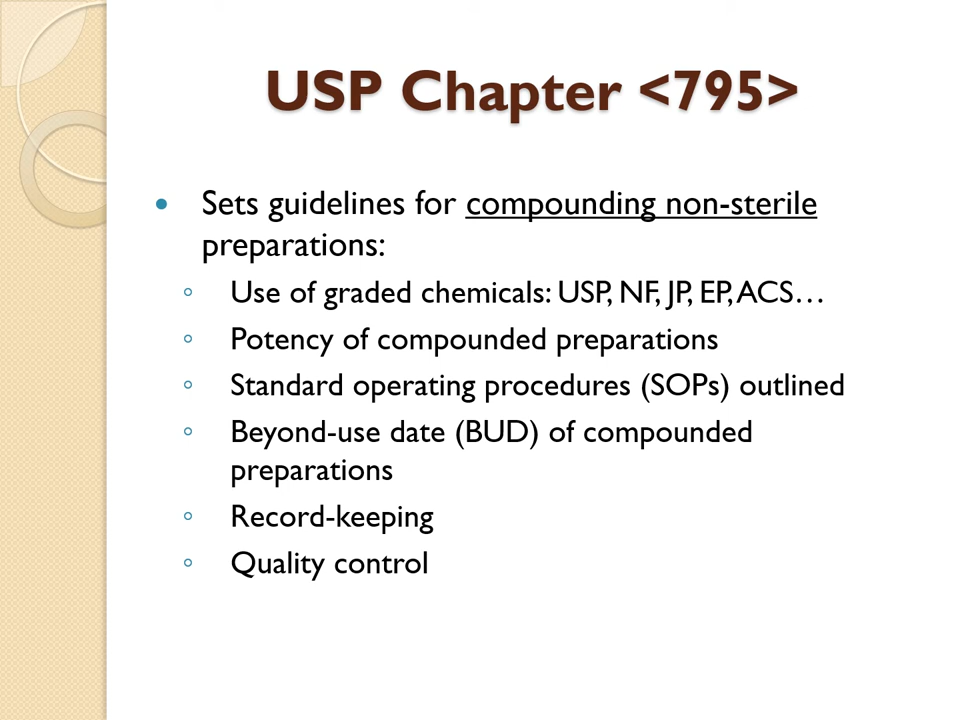 USP Chapter <795>
• Sets guidelines for compounding non-sterile
preparations:
◦ Use of graded chemicals: USP, NF, JP, EP, ACS…
◦ Potency of compounded preparations
◦ Standard operating procedures (SOPs) outlined
◦ Beyond-use date (BUD) of compounded
preparations
◦ Record-keeping
◦ Quality control